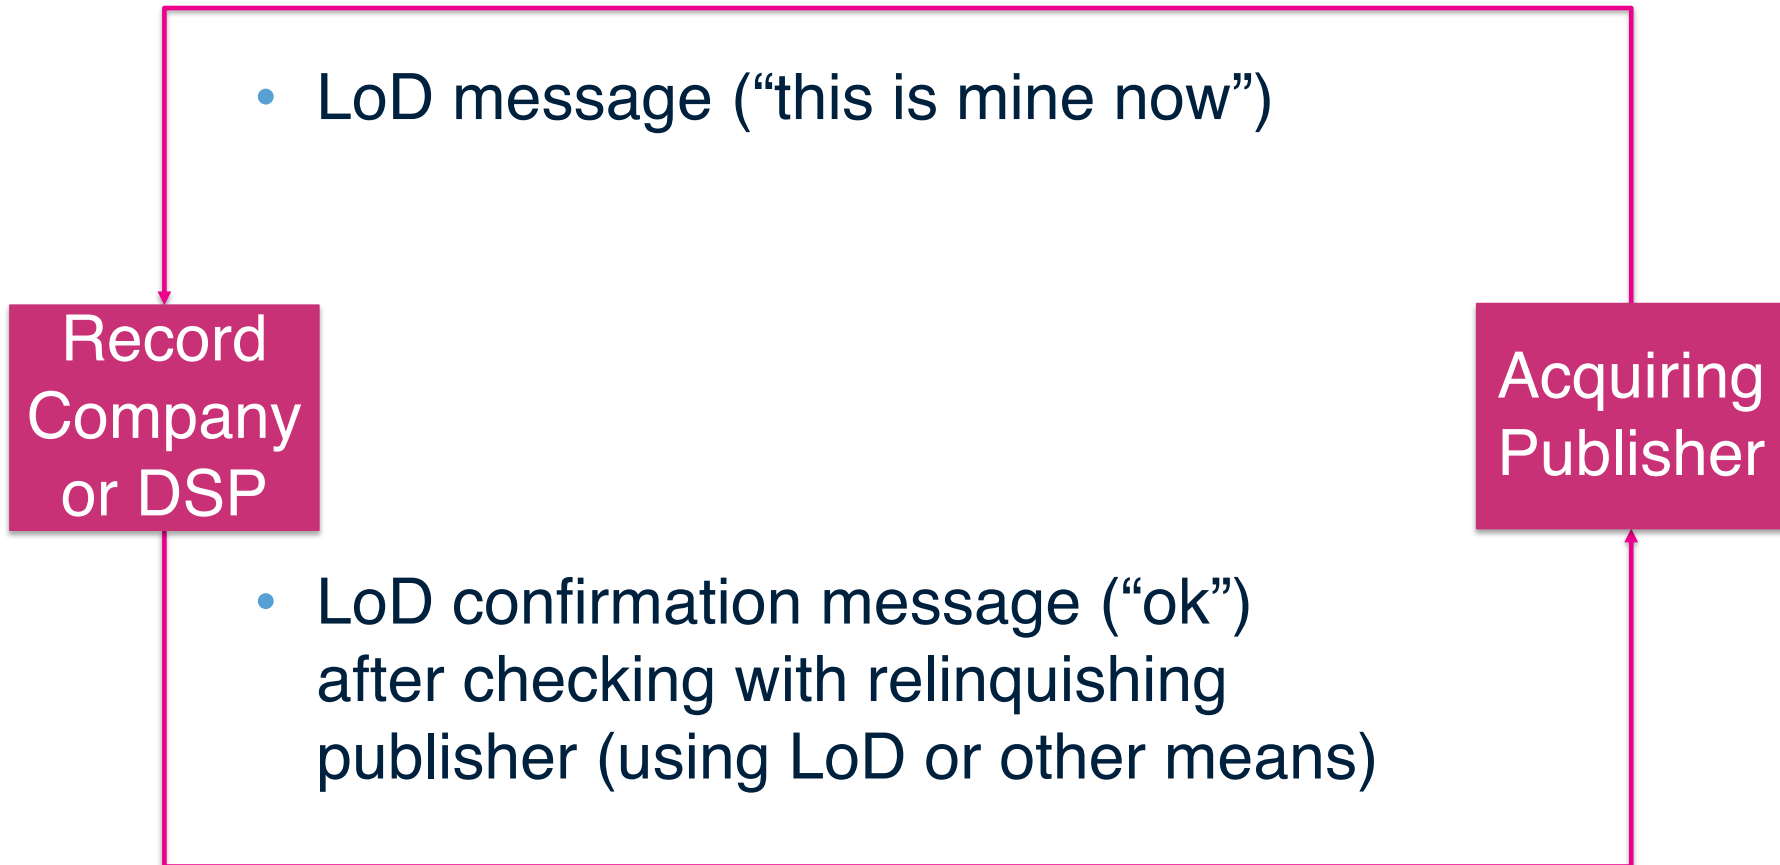 • LoD message (“this is mine now”)
Record
Company
or DSP
Acquiring
Publisher
• LoD confirmation message (“ok”)
after checking with relinquishing
publisher (using LoD or other means)